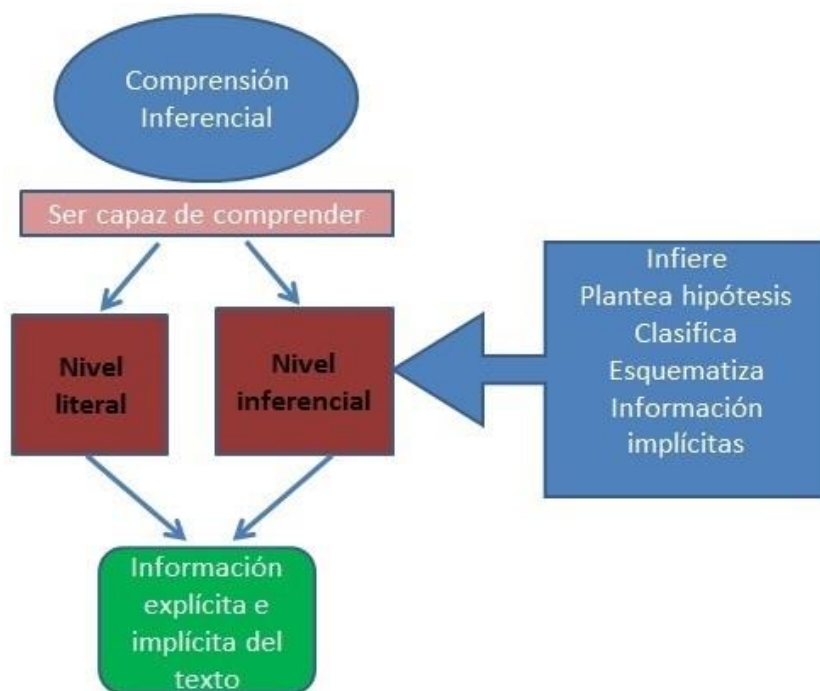 Comprensión
Inferencial
Ser capaz de comprender
Nivel
literal
Nivel
inferencial
Infiere
Plantea hipótesis
Clasifica
Esquematiza
Información
implícitas
Información
explícita e
implícita del
texto